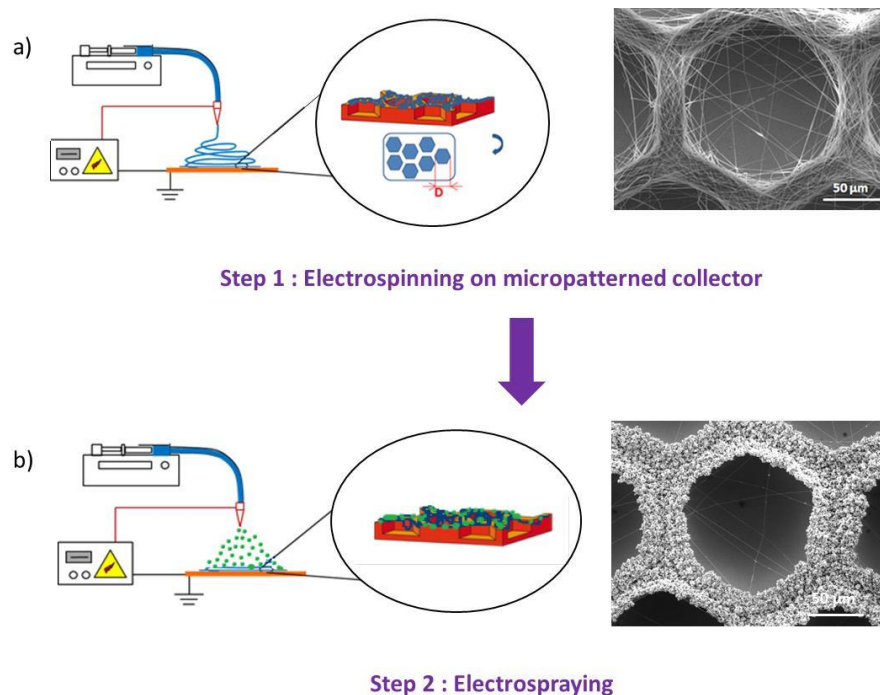 a)
D
50 µm
Step 1 : Electrospinning on micropatterned collector
b)
50 µm
Step 2 : Electrospraying